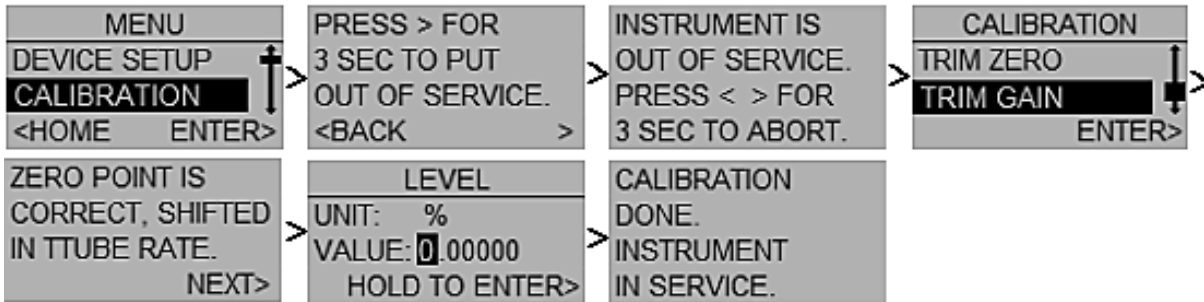 MENU
DEVICE SETUP
CALIBRATION
<HOME ENTER>
>
PRESS > FOR
3 SEC TO PUT
OUT OF SERVICE.
<BACK >
>
INSTRUMENT IS
OUT OF SERVICE.
PRESS < > FOR
3 SEC TO ABORT.
>
CALIBRATION
TRIM ZERO
TRIM GAIN
ENTER>
>
ZERO POINT IS
CORRECT, SHIFTED
IN TTUBE RATE.
NEXT>
>
LEVEL
UNIT: %
VALUE: 0.00000
HOLD TO ENTER>
>
CALIBRATION
DONE.
INSTRUMENT
IN SERVICE.